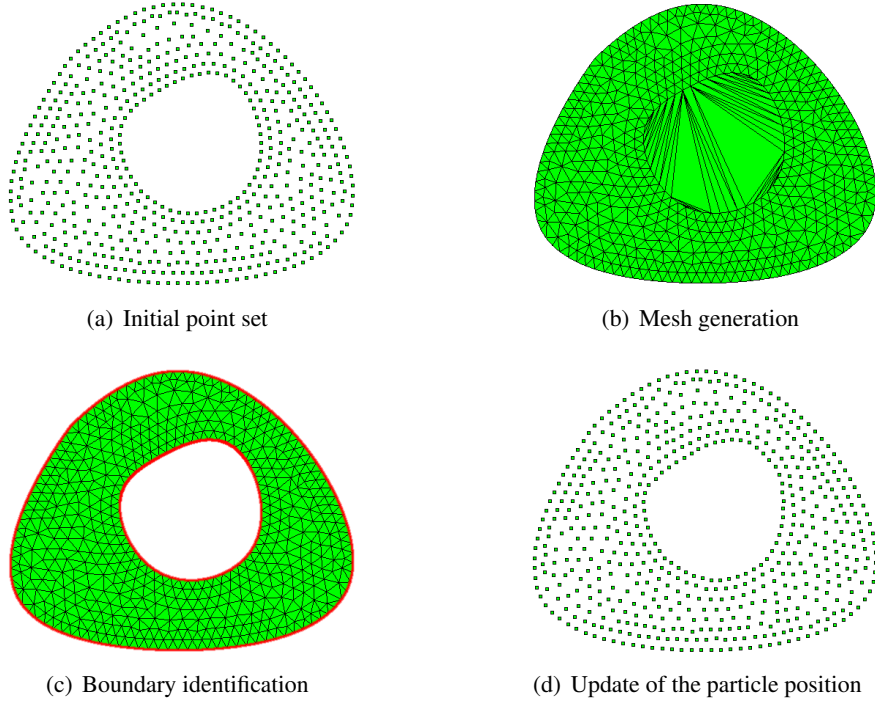 (a) Initial point set
(b) Mesh generation
(c) Boundary identification
(d) Update of the particle position